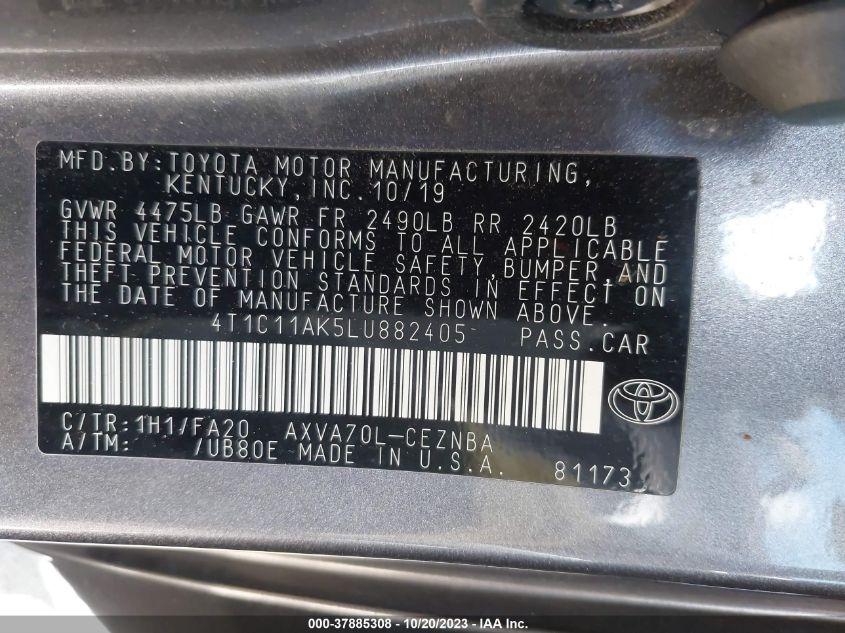 MFD.BY:TOYOTA MOTOR MANUFACTURING,
KENTUCKY,INC.10/19
GVWR 4475LB GAWR FR 2490LB RR 2420LB
THIS VEHICLE CONFORMS TO ALL APPLICABLE
FEDERAL MOTOR VEHICLE SAFETY,BUMPER,AND
THEFT PREVENTION STANDARDS IN EFFECT ON
THE DATE OF MANUFACTURE SHOWN ABOVE.
4T1C11AK5LU882405 PASS.CAR
C/TR:1H1/FA20 AXVA70L-CEZNBA
A/TM: /UB80E MADE IN U.S.A. 81173
000-37885308 - 10/20/2023 - IAA Inc.